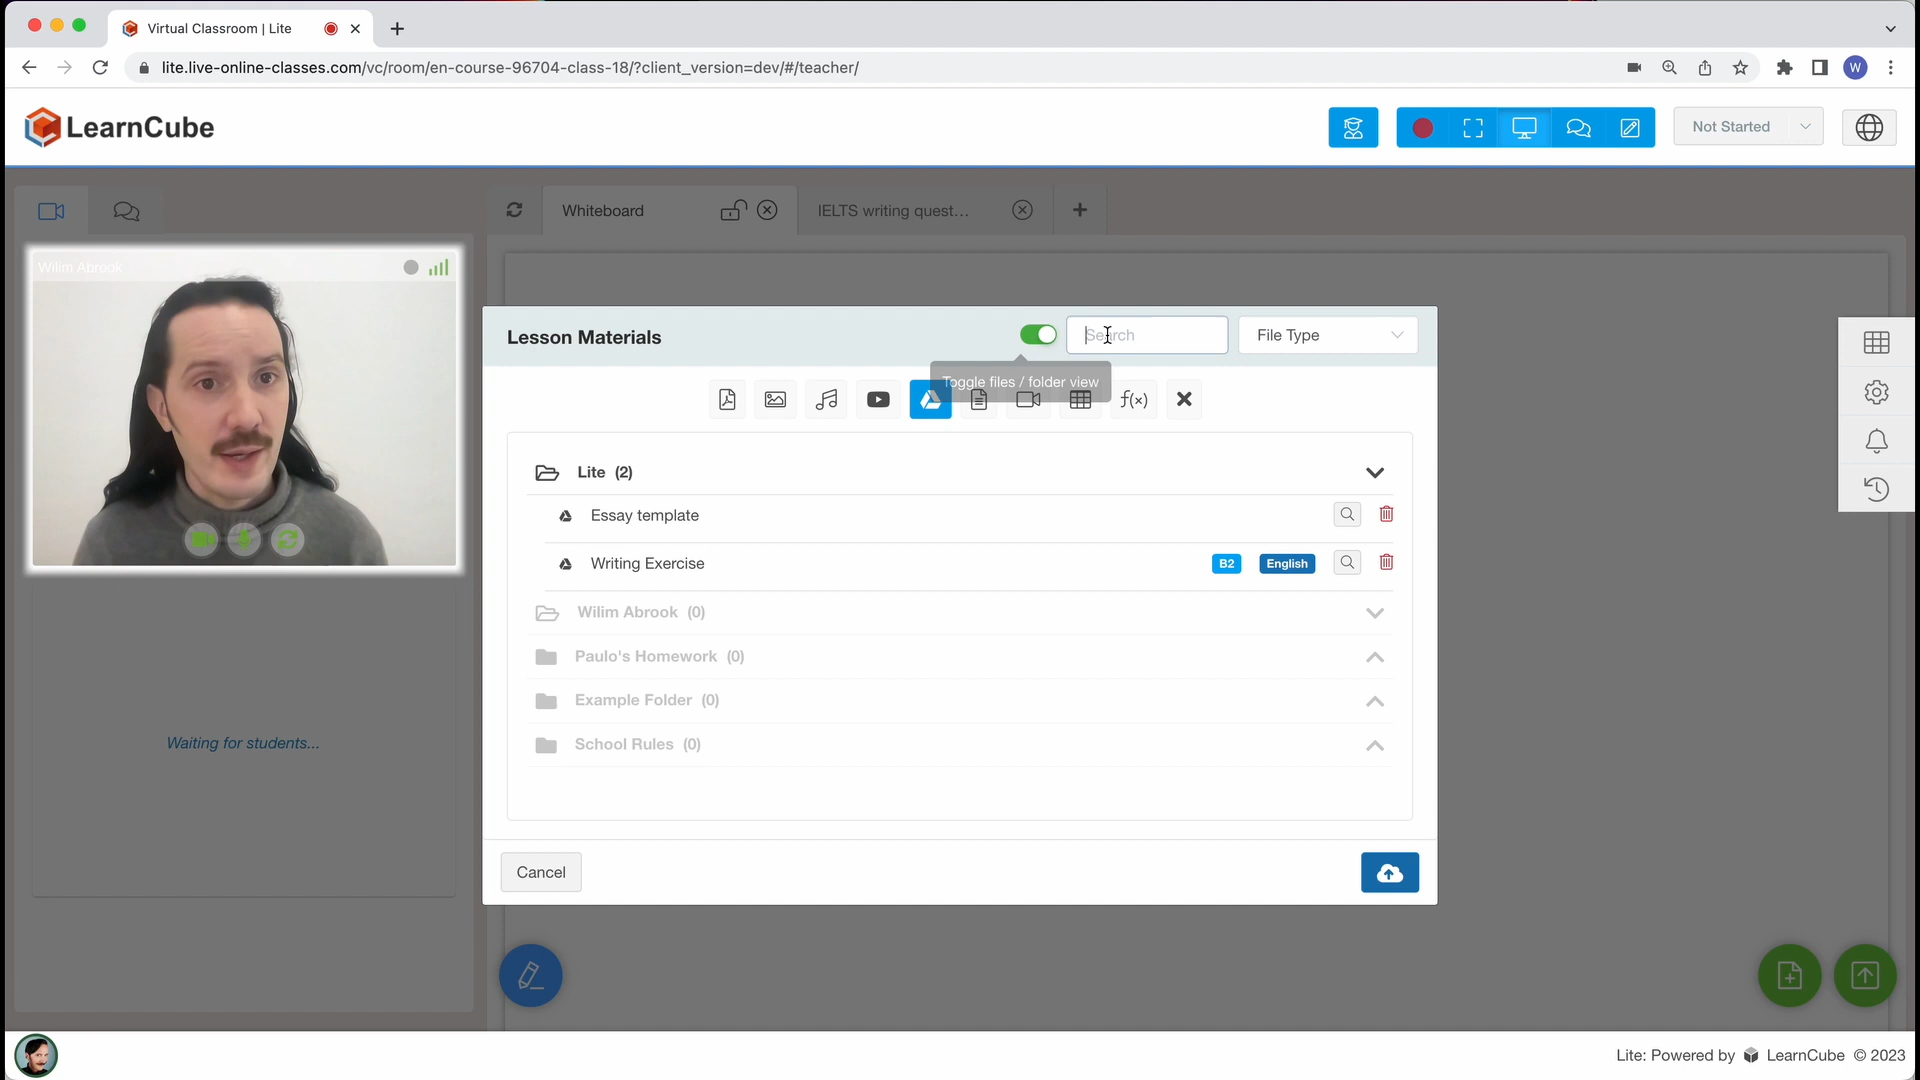 Virtual Classroom | Lite
lite.live-online-classes.com/vc/room/en-course-96704-class-18/?client_version=dev/#/teacher/
W
LearnCube
Not Started
Whiteboard
IELTS writing quest...
Wilim Abrook
Lesson Materials
Search
File Type
Toggle files / folder view
f(x)
Lite (2)
Essay template
Writing Exercise
B2
English
Wilim Abrook (0)
Paulo's Homework (0)
Example Folder (0)
School Rules (0)
Waiting for students...
Cancel
Lite: Powered by LearnCube © 2023